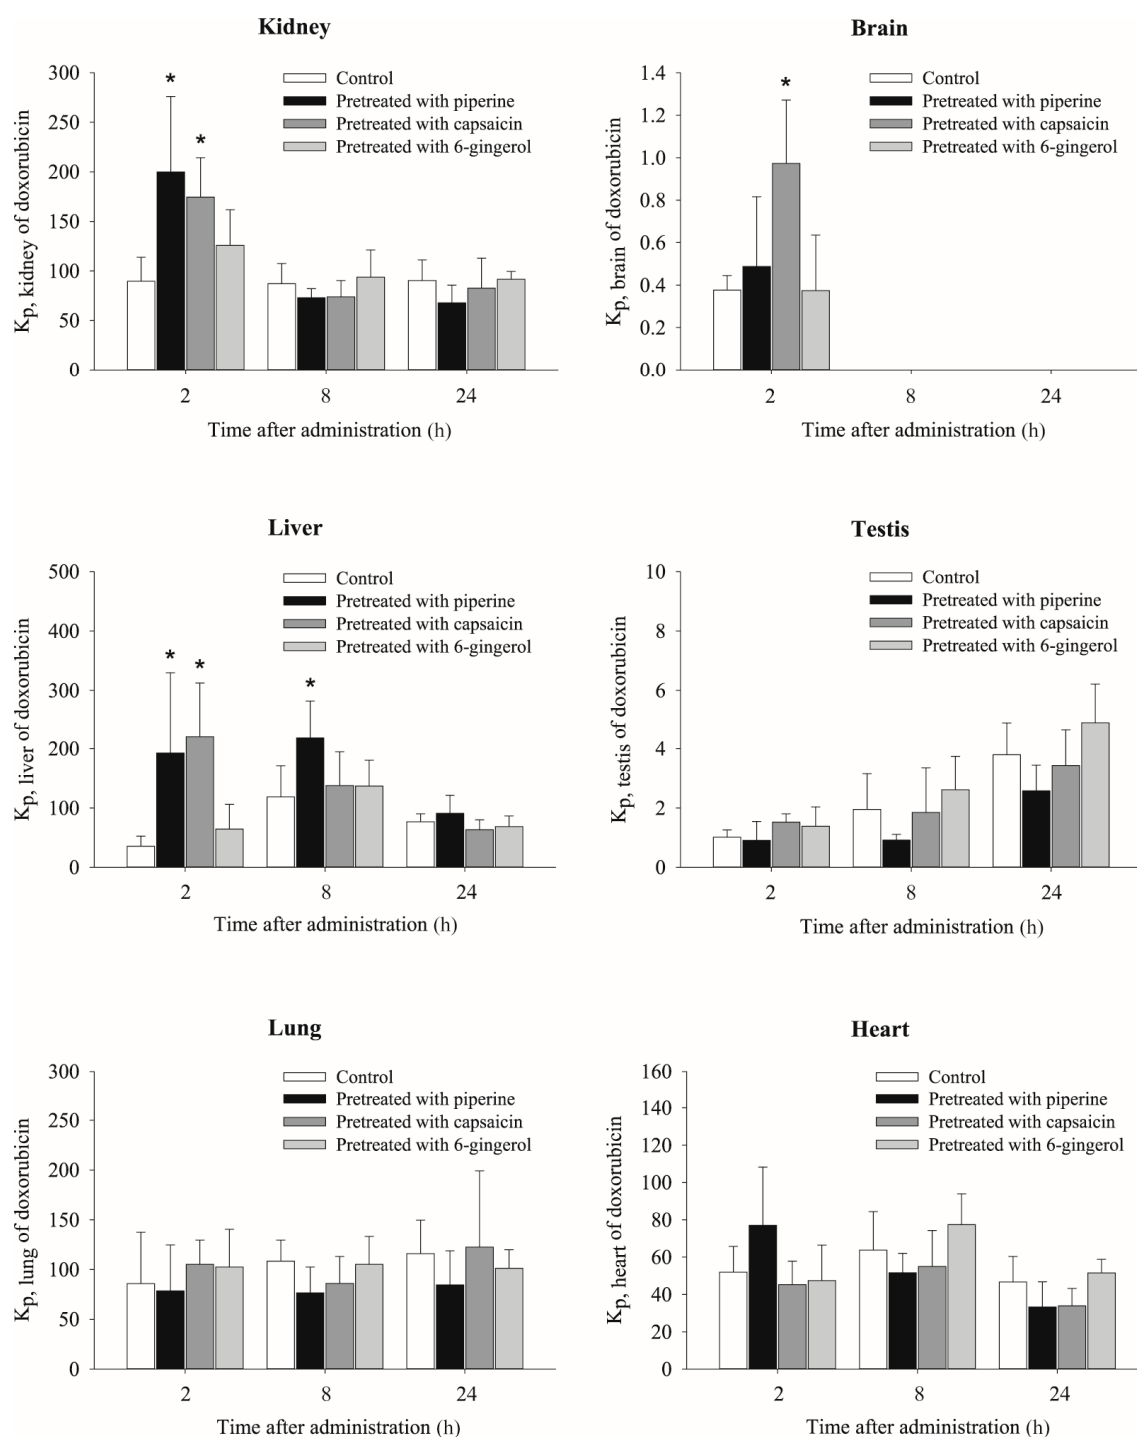 Kidney
300
250
200
150
100
50
0
Kp, kidney of doxorubicin
*
*
Control
Pretreated with piperine
Pretreated with capsaicin
Pretreated with 6-gingerol
2
8
24
Time after administration (h)
Brain
1.4
1.2
1.0
0.8
0.6
0.4
0.2
0.0
Kp, brain of doxorubicin
*
Control
Pretreated with piperine
Pretreated with capsaicin
Pretreated with 6-gingerol
2
8
24
Time after administration (h)
Liver
500
400
300
200
100
0
Kp, liver of doxorubicin
*
*
*
Control
Pretreated with piperine
Pretreated with capsaicin
Pretreated with 6-gingerol
2
8
24
Time after administration (h)
Testis
10
8
6
4
2
0
Kp, testis of doxorubicin
Control
Pretreated with piperine
Pretreated with capsaicin
Pretreated with 6-gingerol
2
8
24
Time after administration (h)
Lung
300
250
200
150
100
50
0
Kp, lung of doxorubicin
Control
Pretreated with piperine
Pretreated with capsaicin
Pretreated with 6-gingerol
2
8
24
Time after administration (h)
Heart
160
140
120
100
80
60
40
20
0
Kp, heart of doxorubicin
Control
Pretreated with piperine
Pretreated with capsaicin
Pretreated with 6-gingerol
2
8
24
Time after administration (h)